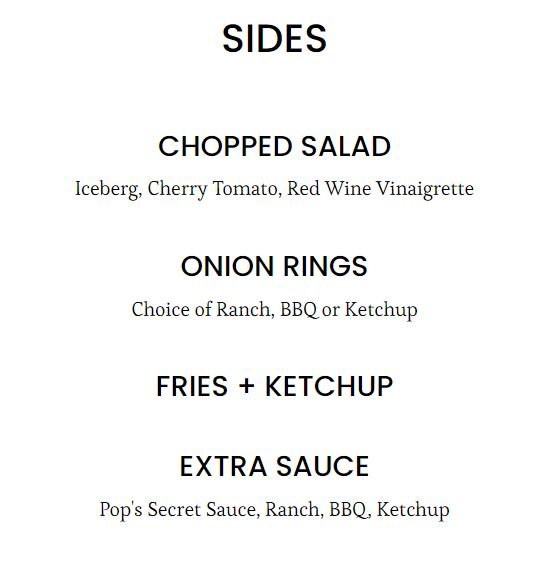 SIDES
CHOPPED SALAD
Iceberg, Cherry Tomato, Red Wine Vinaigrette
ONION RINGS
Choice of Ranch, BBQ or Ketchup
FRIES + KETCHUP
EXTRA SAUCE
Pop's Secret Sauce, Ranch, BBQ, Ketchup